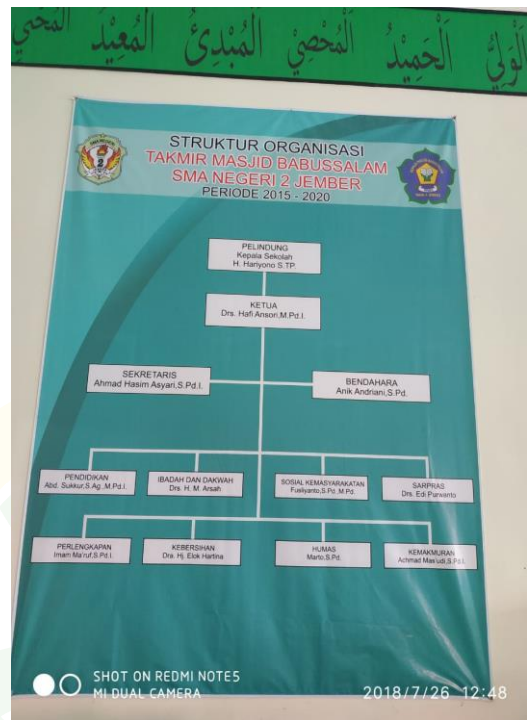 الْوَلِيُّ الْحَمِيْدُ الْمُحْصِيْ الْمُبْدِئُ الْمُعِيْدُ الْمُحْيِي
STRUKTUR ORGANISASI
TAKMIR MASJID BABUSSALAM
SMA NEGERI 2 JEMBER
PERIODE 2015 - 2020
PELINDUNG
Kepala Sekolah
H. Hariyono S.TP.
KETUA
Drs. Hafi Ansori,M.Pd.I.
SEKRETARIS
Ahmad Hasim Asyari,S.Pd.I.
BENDAHARA
Anik Andriani,S.Pd.
PENDIDIKAN
Abd. Sukkur,S.Ag.,M.Pd.I.
IBADAH DAN DAKWAH
Drs. H. M. Arsah
SOSIAL KEMASYARAKATAN
Fusliyanto,S.Pd.,M.Pd.
SARPRAS
Drs. Edi Purwanto
PERLENGKAPAN
Imam Ma'ruf,S.Pd.I.
KEBERSIHAN
Dra. Hj. Elok Hartina
HUMAS
Marto,S.Pd.
KEMAKMURAN
Achmad Mas'udi,S.Pd.I.
SHOT ON REDMI NOTE5
MI DUAL CAMERA
2018/7/26 12:48